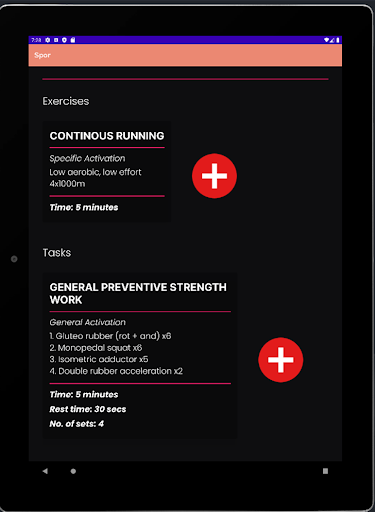 7:28
Spor
Exercises
CONTINOUS RUNNING
Specific Activation
Low aerobic, low effort
4x1000m
Time: 5 minutes
Tasks
GENERAL PREVENTIVE STRENGTH
WORK
General Activation
1. Gluteo rubber (rot + and) x6
2. Monopedal squat x6
3. Isometric adductor x5
4. Double rubber acceleration x2
Time: 5 minutes
Rest time: 30 secs
No. of sets: 4